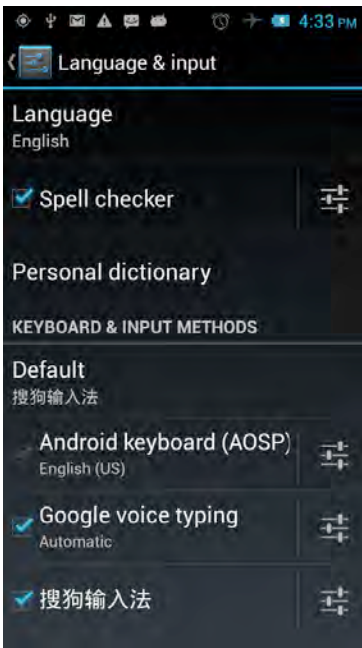 4:33 PM
Language & input
Language
English
Spell checker
Personal dictionary
KEYBOARD & INPUT METHODS
Default
搜狗输入法
Android keyboard (AOSP)
English (US)
Google voice typing
Automatic
搜狗输入法